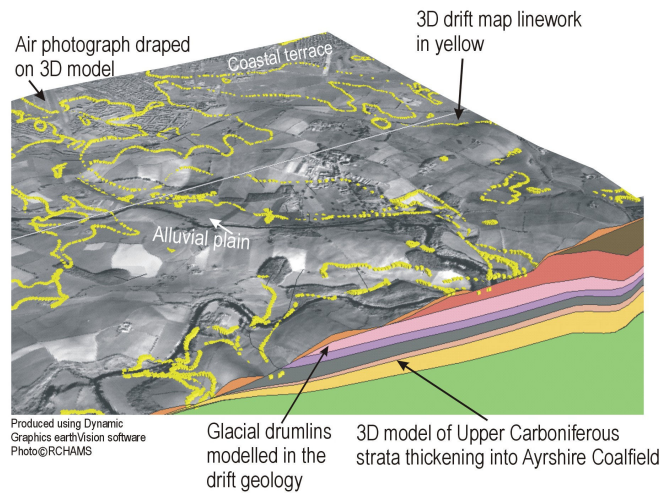 Air photograph draped
on 3D model
3D drift map linework
in yellow
Coastal terrace
Alluvial plain
Produced using Dynamic
Graphics earthVision software
Photo©RCHAMS
Glacial drumlins
modelled in the
drift geology
3D model of Upper Carboniferous
strata thickening into Ayrshire Coalfield